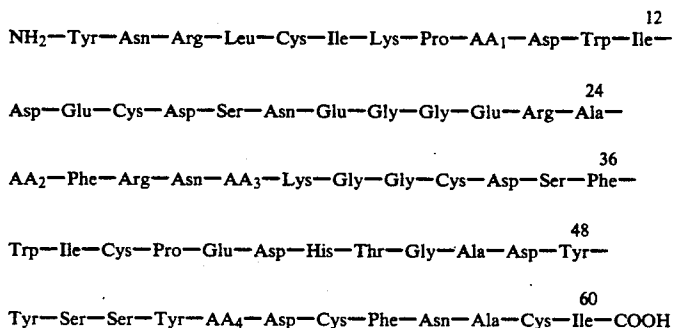 12
NH2—Tyr—Asn—Arg—Leu—Cys—Ile—Lys—Pro—AA1—Asp—Trp—Ile—
24
Asp—Glu—Cys—Asp—Ser—Asn—Glu—Gly—Gly—Glu—Arg—Ala—
36
AA2—Phe—Arg—Asn—AA3—Lys—Gly—Gly—Cys—Asp—Ser—Phe—
48
Trp—Ile—Cys—Pro—Glu—Asp—His—Thr—Gly—Ala—Asp—Tyr—
60
Tyr—Ser—Ser—Tyr—AA4—Asp—Cys—Phe—Asn—Ala—Cys—Ile—COOH